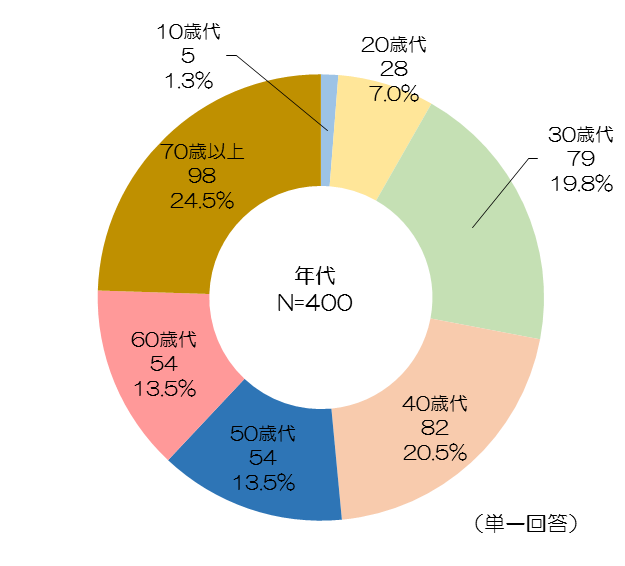 10歳代
5
1.3%
20歳代
28
7.0%
30歳代
79
19.8%
40歳代
82
20.5%
50歳代
54
13.5%
60歳代
54
13.5%
70歳以上
98
24.5%
年代
N=400
（単一回答）